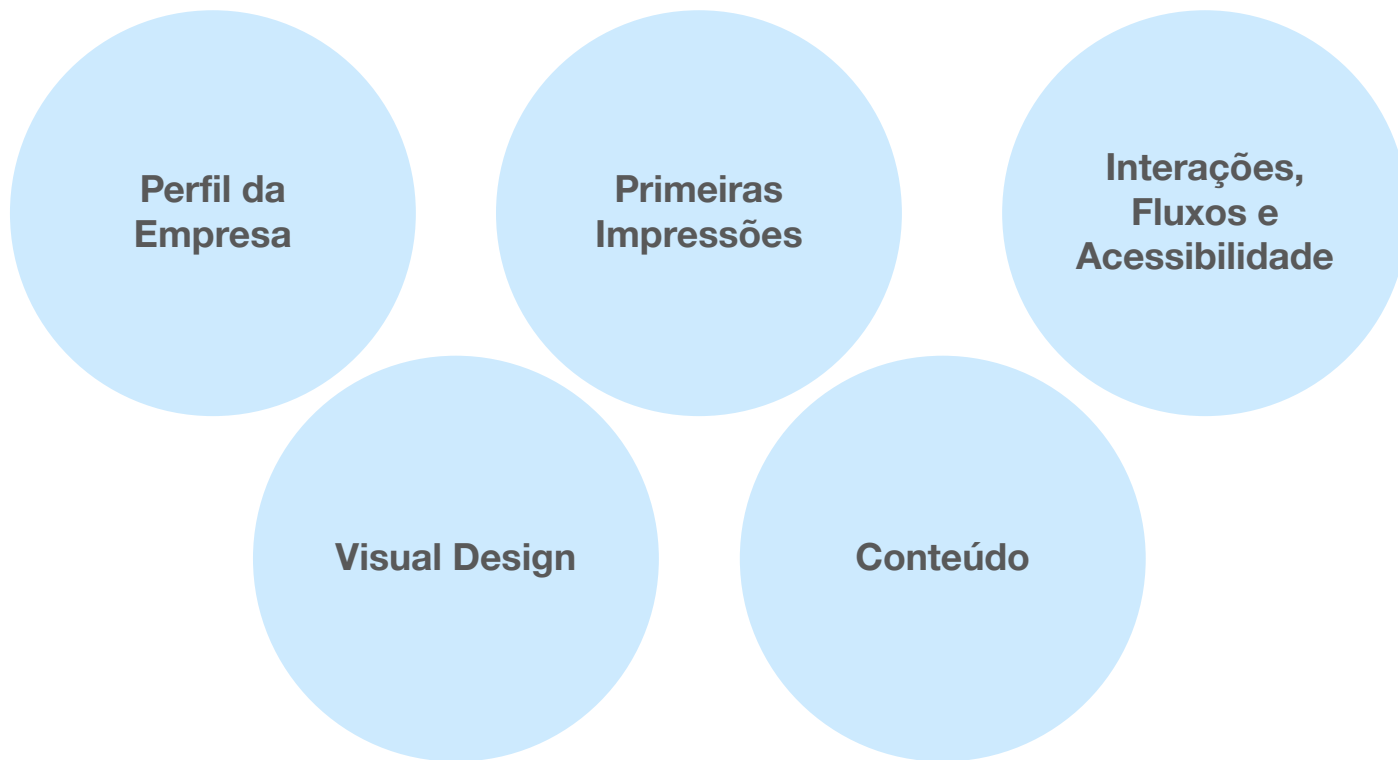 Perfil da
Empresa
Primeiras
Impressões
Interações,
Fluxos e
Acessibilidade
Visual Design
Conteúdo